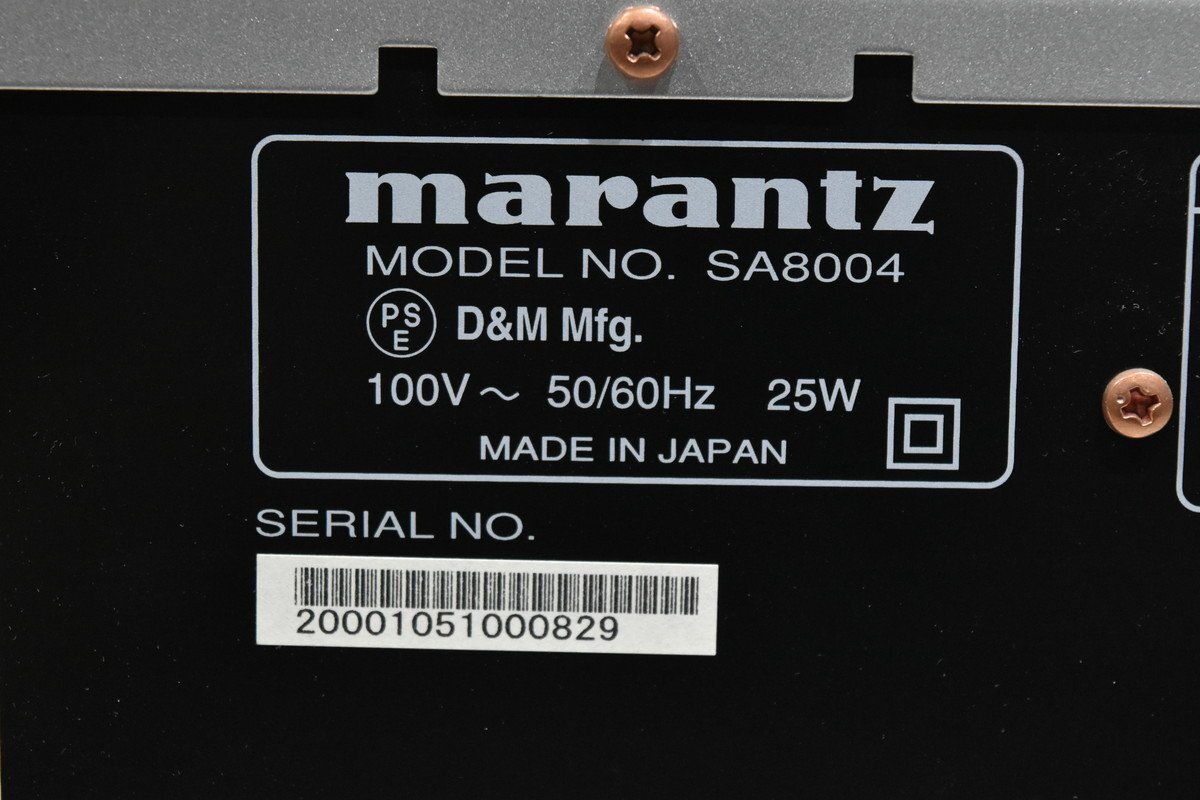 marantz
MODEL NO. SA8004
PS
E
D&M Mfg.
100V～ 50/60Hz 25W
MADE IN JAPAN
SERIAL NO.
20001051000829